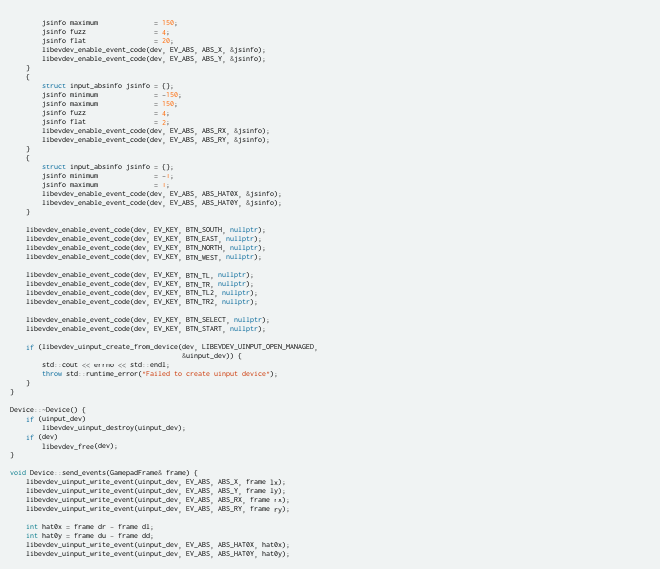 jsinfo maximum = 150;
jsinfo fuzz = 4;
jsinfo flat = 20;
libevdev_enable_event_code(dev, EV_ABS, ABS_X, &jsinfo);
libevdev_enable_event_code(dev, EV_ABS, ABS_Y, &jsinfo);
}
{
struct input_absinfo jsinfo = {};
jsinfo minimum = -150;
jsinfo maximum = 150;
jsinfo fuzz = 4;
jsinfo flat = 2;
libevdev_enable_event_code(dev, EV_ABS, ABS_RX, &jsinfo);
libevdev_enable_event_code(dev, EV_ABS, ABS_RY, &jsinfo);
}
{
struct input_absinfo jsinfo = {};
jsinfo minimum = -1;
jsinfo maximum = 1;
libevdev_enable_event_code(dev, EV_ABS, ABS_HAT0X, &jsinfo);
libevdev_enable_event_code(dev, EV_ABS, ABS_HAT0Y, &jsinfo);
}
libevdev_enable_event_code(dev, EV_KEY, BTN_SOUTH, nullptr);
libevdev_enable_event_code(dev, EV_KEY, BTN_EAST, nullptr);
libevdev_enable_event_code(dev, EV_KEY, BTN_NORTH, nullptr);
libevdev_enable_event_code(dev, EV_KEY, BTN_WEST, nullptr);
libevdev_enable_event_code(dev, EV_KEY, BTN_TL, nullptr);
libevdev_enable_event_code(dev, EV_KEY, BTN_TR, nullptr);
libevdev_enable_event_code(dev, EV_KEY, BTN_TL2, nullptr);
libevdev_enable_event_code(dev, EV_KEY, BTN_TR2, nullptr);
libevdev_enable_event_code(dev, EV_KEY, BTN_SELECT, nullptr);
libevdev_enable_event_code(dev, EV_KEY, BTN_START, nullptr);
if (libevdev_uinput_create_from_device(dev, LIBEVDEV_UINPUT_OPEN_MANAGED,
&uinput_dev)) {
std::cout << errno << std::endl;
throw std::runtime_error("Failed to create uinput device");
}
}
Device::~Device() {
if (uinput_dev)
libevdev_uinput_destroy(uinput_dev);
if (dev)
libevdev_free(dev);
}
void Device::send_events(GamepadFrame& frame) {
libevdev_uinput_write_event(uinput_dev, EV_ABS, ABS_X, frame lx);
libevdev_uinput_write_event(uinput_dev, EV_ABS, ABS_Y, frame ly);
libevdev_uinput_write_event(uinput_dev, EV_ABS, ABS_RX, frame rx);
libevdev_uinput_write_event(uinput_dev, EV_ABS, ABS_RY, frame ry);
int hat0x = frame dr - frame dl;
int hat0y = frame du - frame dd;
libevdev_uinput_write_event(uinput_dev, EV_ABS, ABS_HAT0X, hat0x);
libevdev_uinput_write_event(uinput_dev, EV_ABS, ABS_HAT0Y, hat0y);